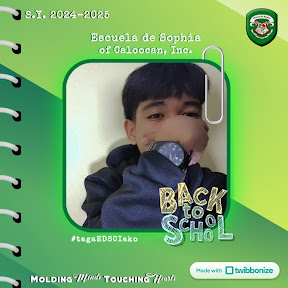 S.Y. 2024-2025
Escuela de Sophia
of Caloocan, Inc.
BACK
to
SCHOOL
#tagaEDSCIako
MOLDING Minds TOUCHING Hearts
Made with twibbonize